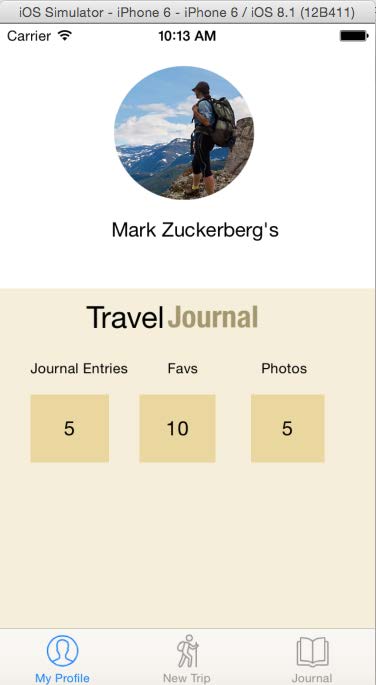 iOS Simulator - iPhone 6 - iPhone 6 / iOS 8.1 (12B411)
Carrier 10:13 AM
Mark Zuckerberg's
Travel Journal
Journal Entries Favs Photos
5 10 5
My Profile New Trip Journal